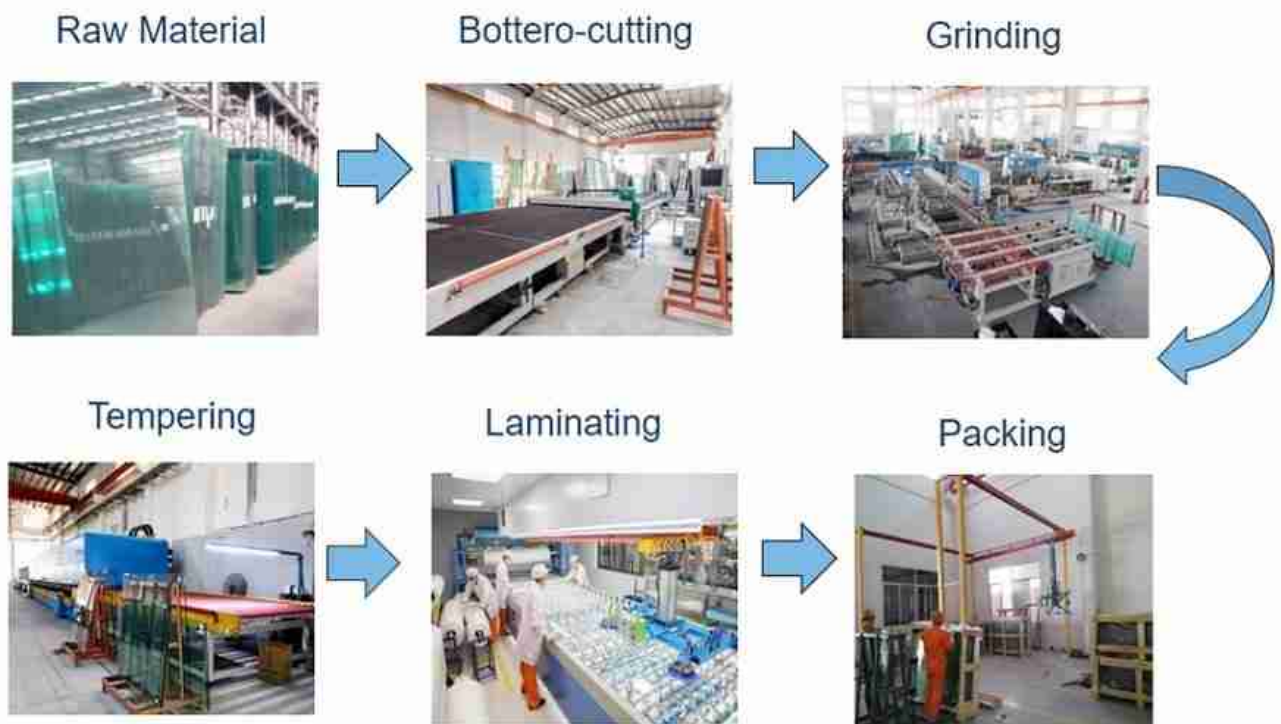 Raw Material
Bottero-cutting
Grinding
Tempering
Laminating
Packing